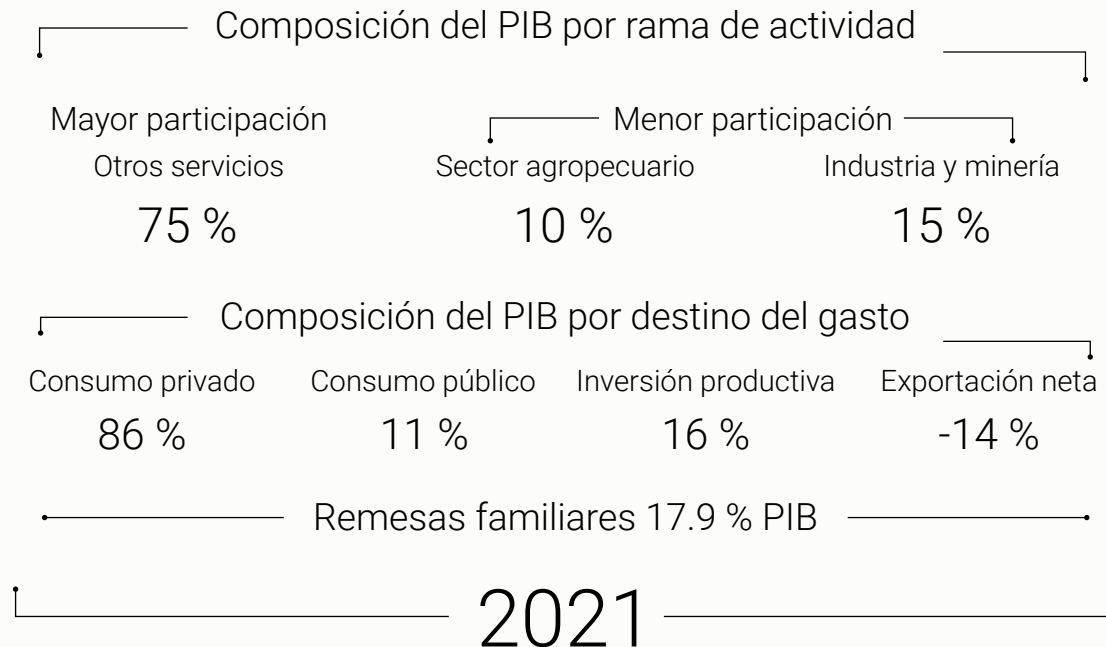 Composición del PIB por rama de actividad
Mayor participación
Menor participación
Otros servicios
Sector agropecuario
Industria y minería
75 %
10 %
15 %
Composición del PIB por destino del gasto
Consumo privado
Consumo público
Inversión productiva
Exportación neta
86 %
11 %
16 %
-14 %
Remesas familiares 17.9 % PIB
2021